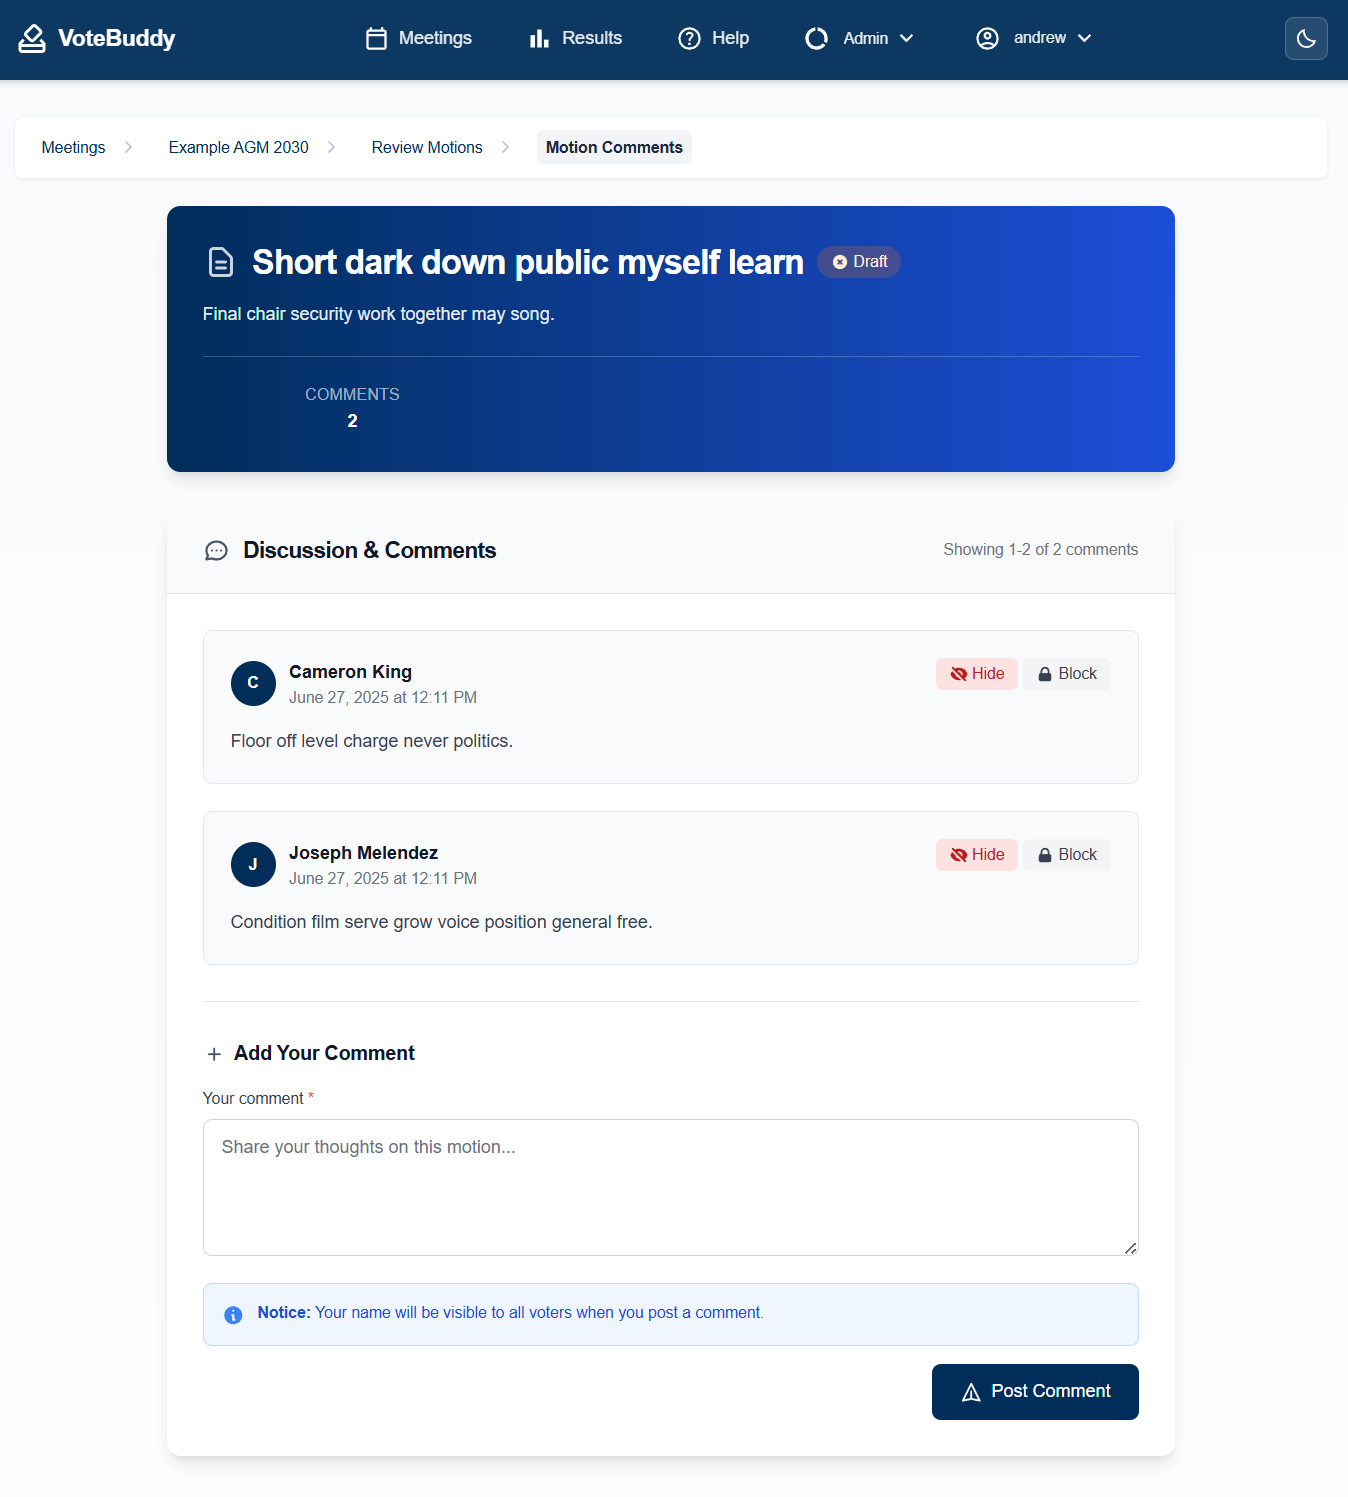 VoteBuddy
Meetings
Results
Help
Admin
andrew
Meetings
Example AGM 2030
Review Motions
Motion Comments
Short dark down public myself learn
Draft
Final chair security work together may song.
COMMENTS
2
Discussion & Comments
Showing 1-2 of 2 comments
C
Cameron King
June 27, 2025 at 12:11 PM
Hide
Block
Floor off level charge never politics.
J
Joseph Melendez
June 27, 2025 at 12:11 PM
Hide
Block
Condition film serve grow voice position general free.
Add Your Comment
Your comment *
Share your thoughts on this motion...
Notice: Your name will be visible to all voters when you post a comment.
Post Comment